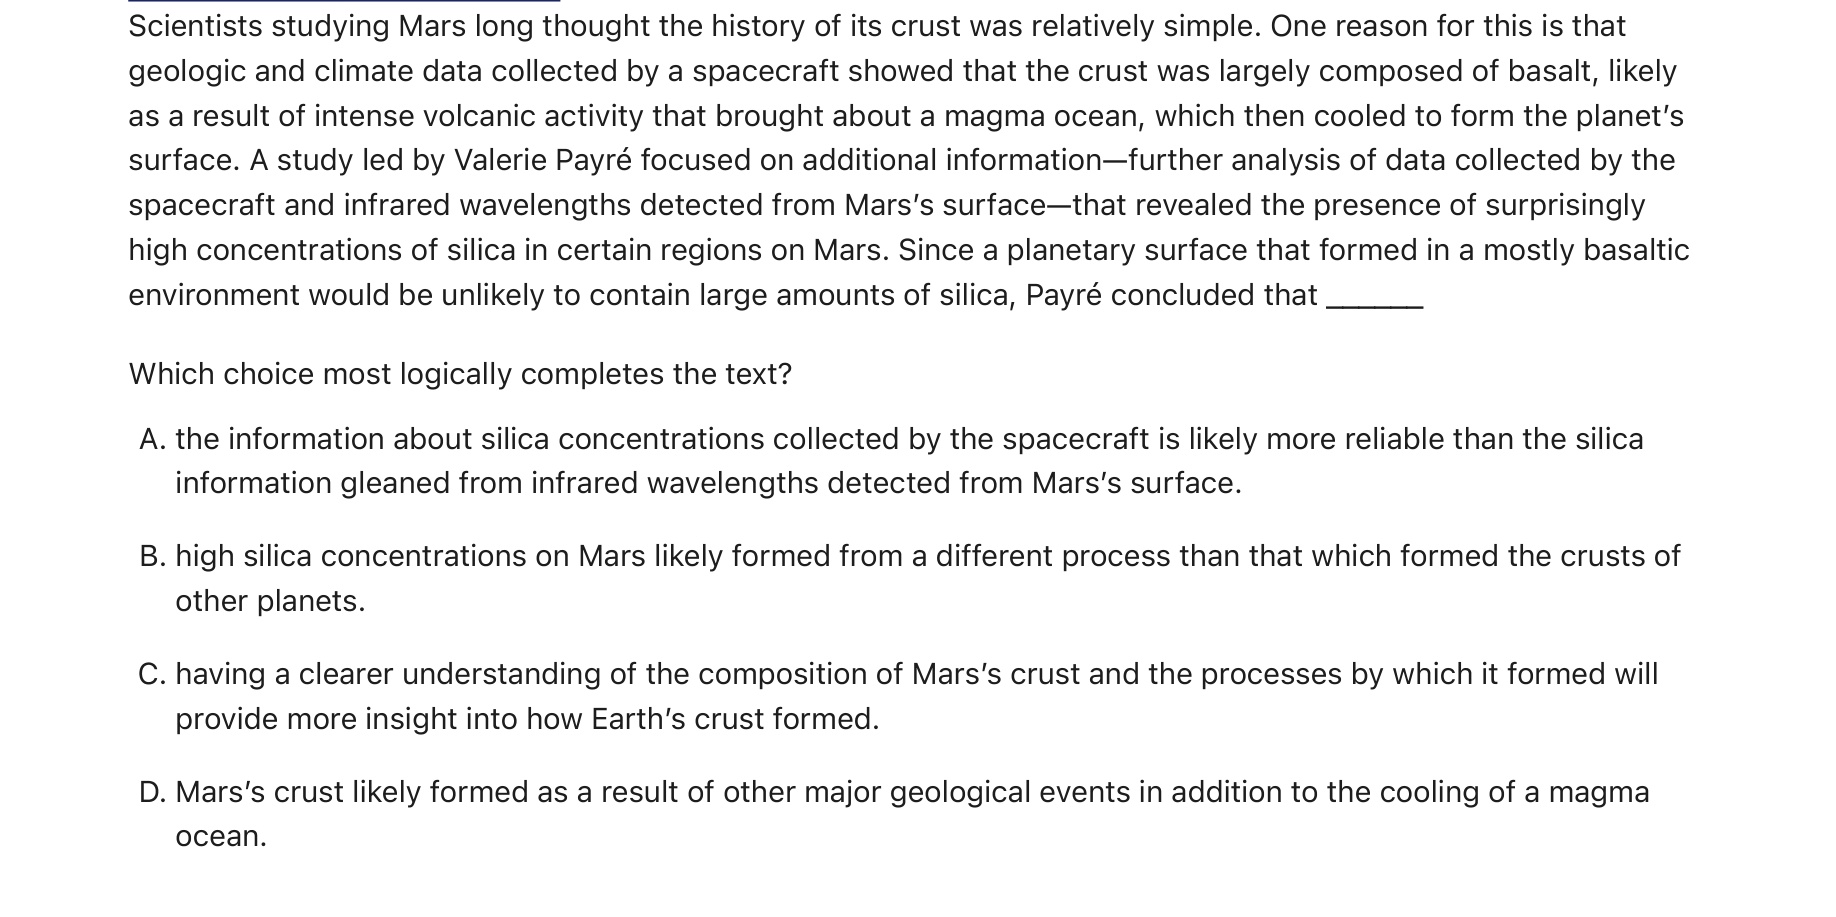 Scientists studying Mars long thought the history of its crust was relatively simple. One reason for this is that
geologic and climate data collected by a spacecraft showed that the crust was largely composed of basalt, likely
as a result of intense volcanic activity that brought about a magma ocean, which then cooled to form the planet’s
surface. A study led by Valerie Payré focused on additional information—further analysis of data collected by the
spacecraft and infrared wavelengths detected from Mars’s surface—that revealed the presence of surprisingly
high concentrations of silica in certain regions on Mars. Since a planetary surface that formed in a mostly basaltic
environment would be unlikely to contain large amounts of silica, Payré concluded that ______
Which choice most logically completes the text?
A. the information about silica concentrations collected by the spacecraft is likely more reliable than the silica
information gleaned from infrared wavelengths detected from Mars’s surface.
B. high silica concentrations on Mars likely formed from a different process than that which formed the crusts of
other planets.
C. having a clearer understanding of the composition of Mars’s crust and the processes by which it formed will
provide more insight into how Earth’s crust formed.
D. Mars’s crust likely formed as a result of other major geological events in addition to the cooling of a magma
ocean.